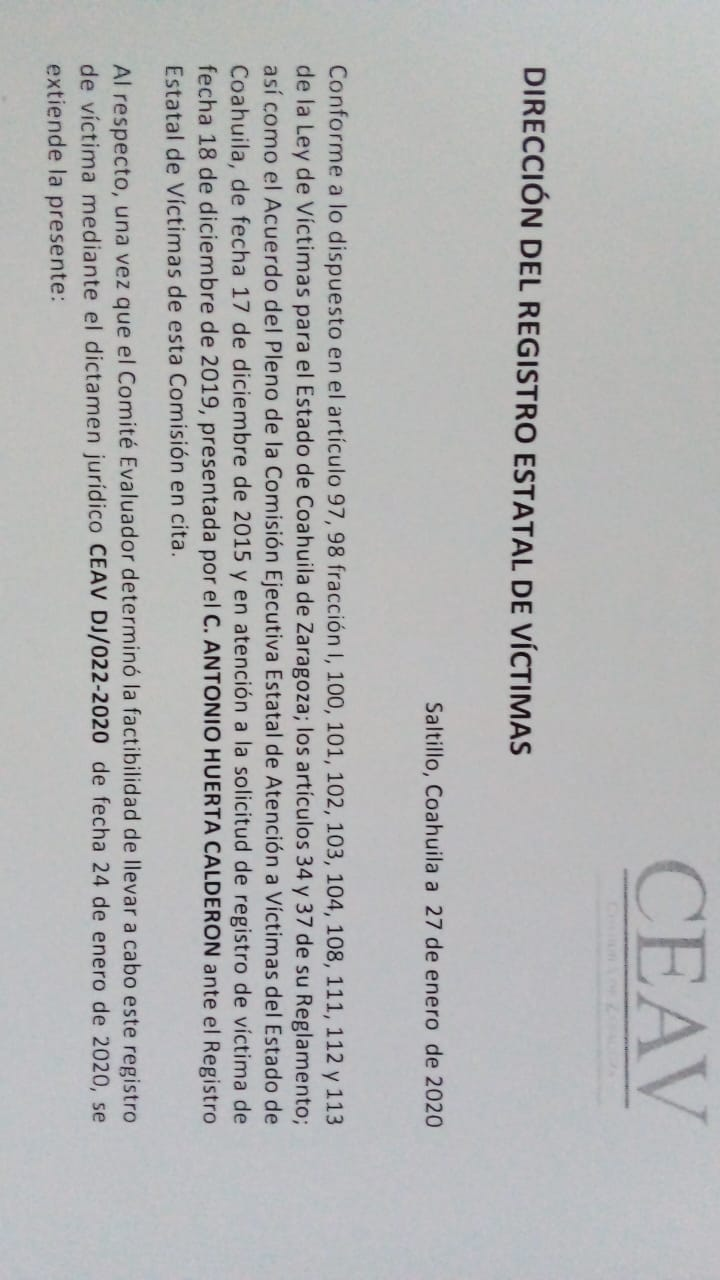 CEAV
DIRECCIÓN DEL REGISTRO ESTATAL DE VÍCTIMAS
Saltillo, Coahuila a 27 de enero de 2020
Conforme a lo dispuesto en el artículo 97, 98 fracción I, 100, 101, 102, 103, 104, 108, 111, 112 y 113
de la Ley de Víctimas para el Estado de Coahuila de Zaragoza; los artículos 34 y 37 de su Reglamento;
así como el Acuerdo del Pleno de la Comisión Ejecutiva Estatal de Atención a Víctimas del Estado de
Coahuila, de fecha 17 de diciembre de 2015 y en atención a la solicitud de registro de víctima de
fecha 18 de diciembre de 2019, presentada por el C. ANTONIO HUERTA CALDERON ante el Registro
Estatal de Víctimas de esta Comisión en cita.
Al respecto, una vez que el Comité Evaluador determinó la factibilidad de llevar a cabo este registro
de víctima mediante el dictamen jurídico CEAV DJ/022-2020 de fecha 24 de enero de 2020, se
extiende la presente: